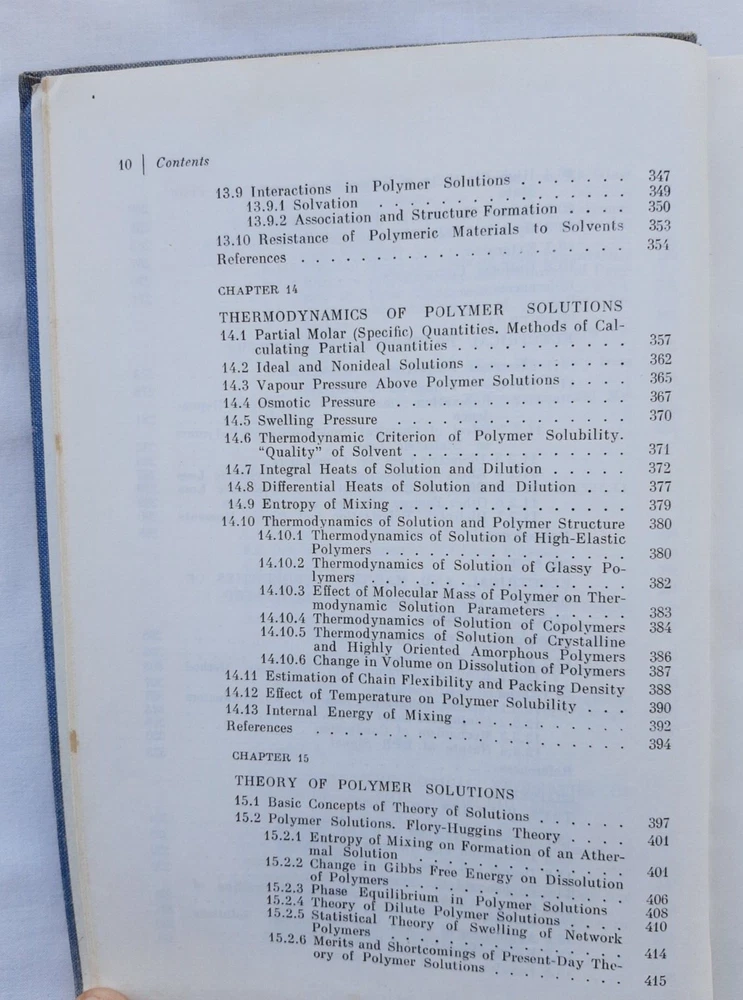 10 | Contents
13.9 Interactions in Polymer Solutions . . . . . . . 347
13.9.1 Solvation . . . . . . . . . . . . . . 349
13.9.2 Association and Structure Formation . . . . 350
13.10 Resistance of Polymeric Materials to Solvents 353
References . . . . . . . . . . . . . . . . . . . 354
CHAPTER 14
THERMODYNAMICS OF POLYMER SOLUTIONS
14.1 Partial Molar (Specific) Quantities. Methods of Cal-
culating Partial Quantities . . . . . . . . . . . 357
14.2 Ideal and Nonideal Solutions . . . . . . . . . . 362
14.3 Vapour Pressure Above Polymer Solutions . . . . 365
14.4 Osmotic Pressure . . . . . . . . . . . . . . . 367
14.5 Swelling Pressure . . . . . . . . . . . . . . . 370
14.6 Thermodynamic Criterion of Polymer Solubility.
"Quality" of Solvent . . . . . . . . . . . . . . 371
14.7 Integral Heats of Solution and Dilution . . . . . 372
14.8 Differential Heats of Solution and Dilution . . . 377
14.9 Entropy of Mixing . . . . . . . . . . . . . . . 379
14.10 Thermodynamics of Solution and Polymer Structure 380
14.10.1 Thermodynamics of Solution of High-Elastic
Polymers . . . . . . . . . . . . . . . . 380
14.10.2 Thermodynamics of Solution of Glassy Po-
lymers . . . . . . . . . . . . . . . . . 382
14.10.3 Effect of Molecular Mass of Polymer on Ther-
modynamic Solution Parameters . . . . . 383
14.10.4 Thermodynamics of Solution of Copolymers 384
14.10.5 Thermodynamics of Solution of Crystalline
and Highly Oriented Amorphous Polymers 386
14.10.6 Change in Volume on Dissolution of Polymers 387
14.11 Estimation of Chain Flexibility and Packing Density 388
14.12 Effect of Temperature on Polymer Solubility . . . 390
14.13 Internal Energy of Mixing . . . . . . . . . . . 392
References . . . . . . . . . . . . . . . . . . . 394
CHAPTER 15
THEORY OF POLYMER SOLUTIONS
15.1 Basic Concepts of Theory of Solutions . . . . . . 397
15.2 Polymer Solutions. Flory-Huggins Theory . . . . 401
15.2.1 Entropy of Mixing on Formation of an Ather-
mal Solution . . . . . . . . . . . . . . 401
15.2.2 Change in Gibbs Free Energy on Dissolution
of Polymers . . . . . . . . . . . . . . . 406
15.2.3 Phase Equilibrium in Polymer Solutions 408
15.2.4 Theory of Dilute Polymer Solutions . . . . 410
15.2.5 Statistical Theory of Swelling of Network
Polymers . . . . . . . . . . . . . . . . 414
15.2.6 Merits and Shortcomings of Present-Day The-
ory of Polymer Solutions . . . . . . . . . 415